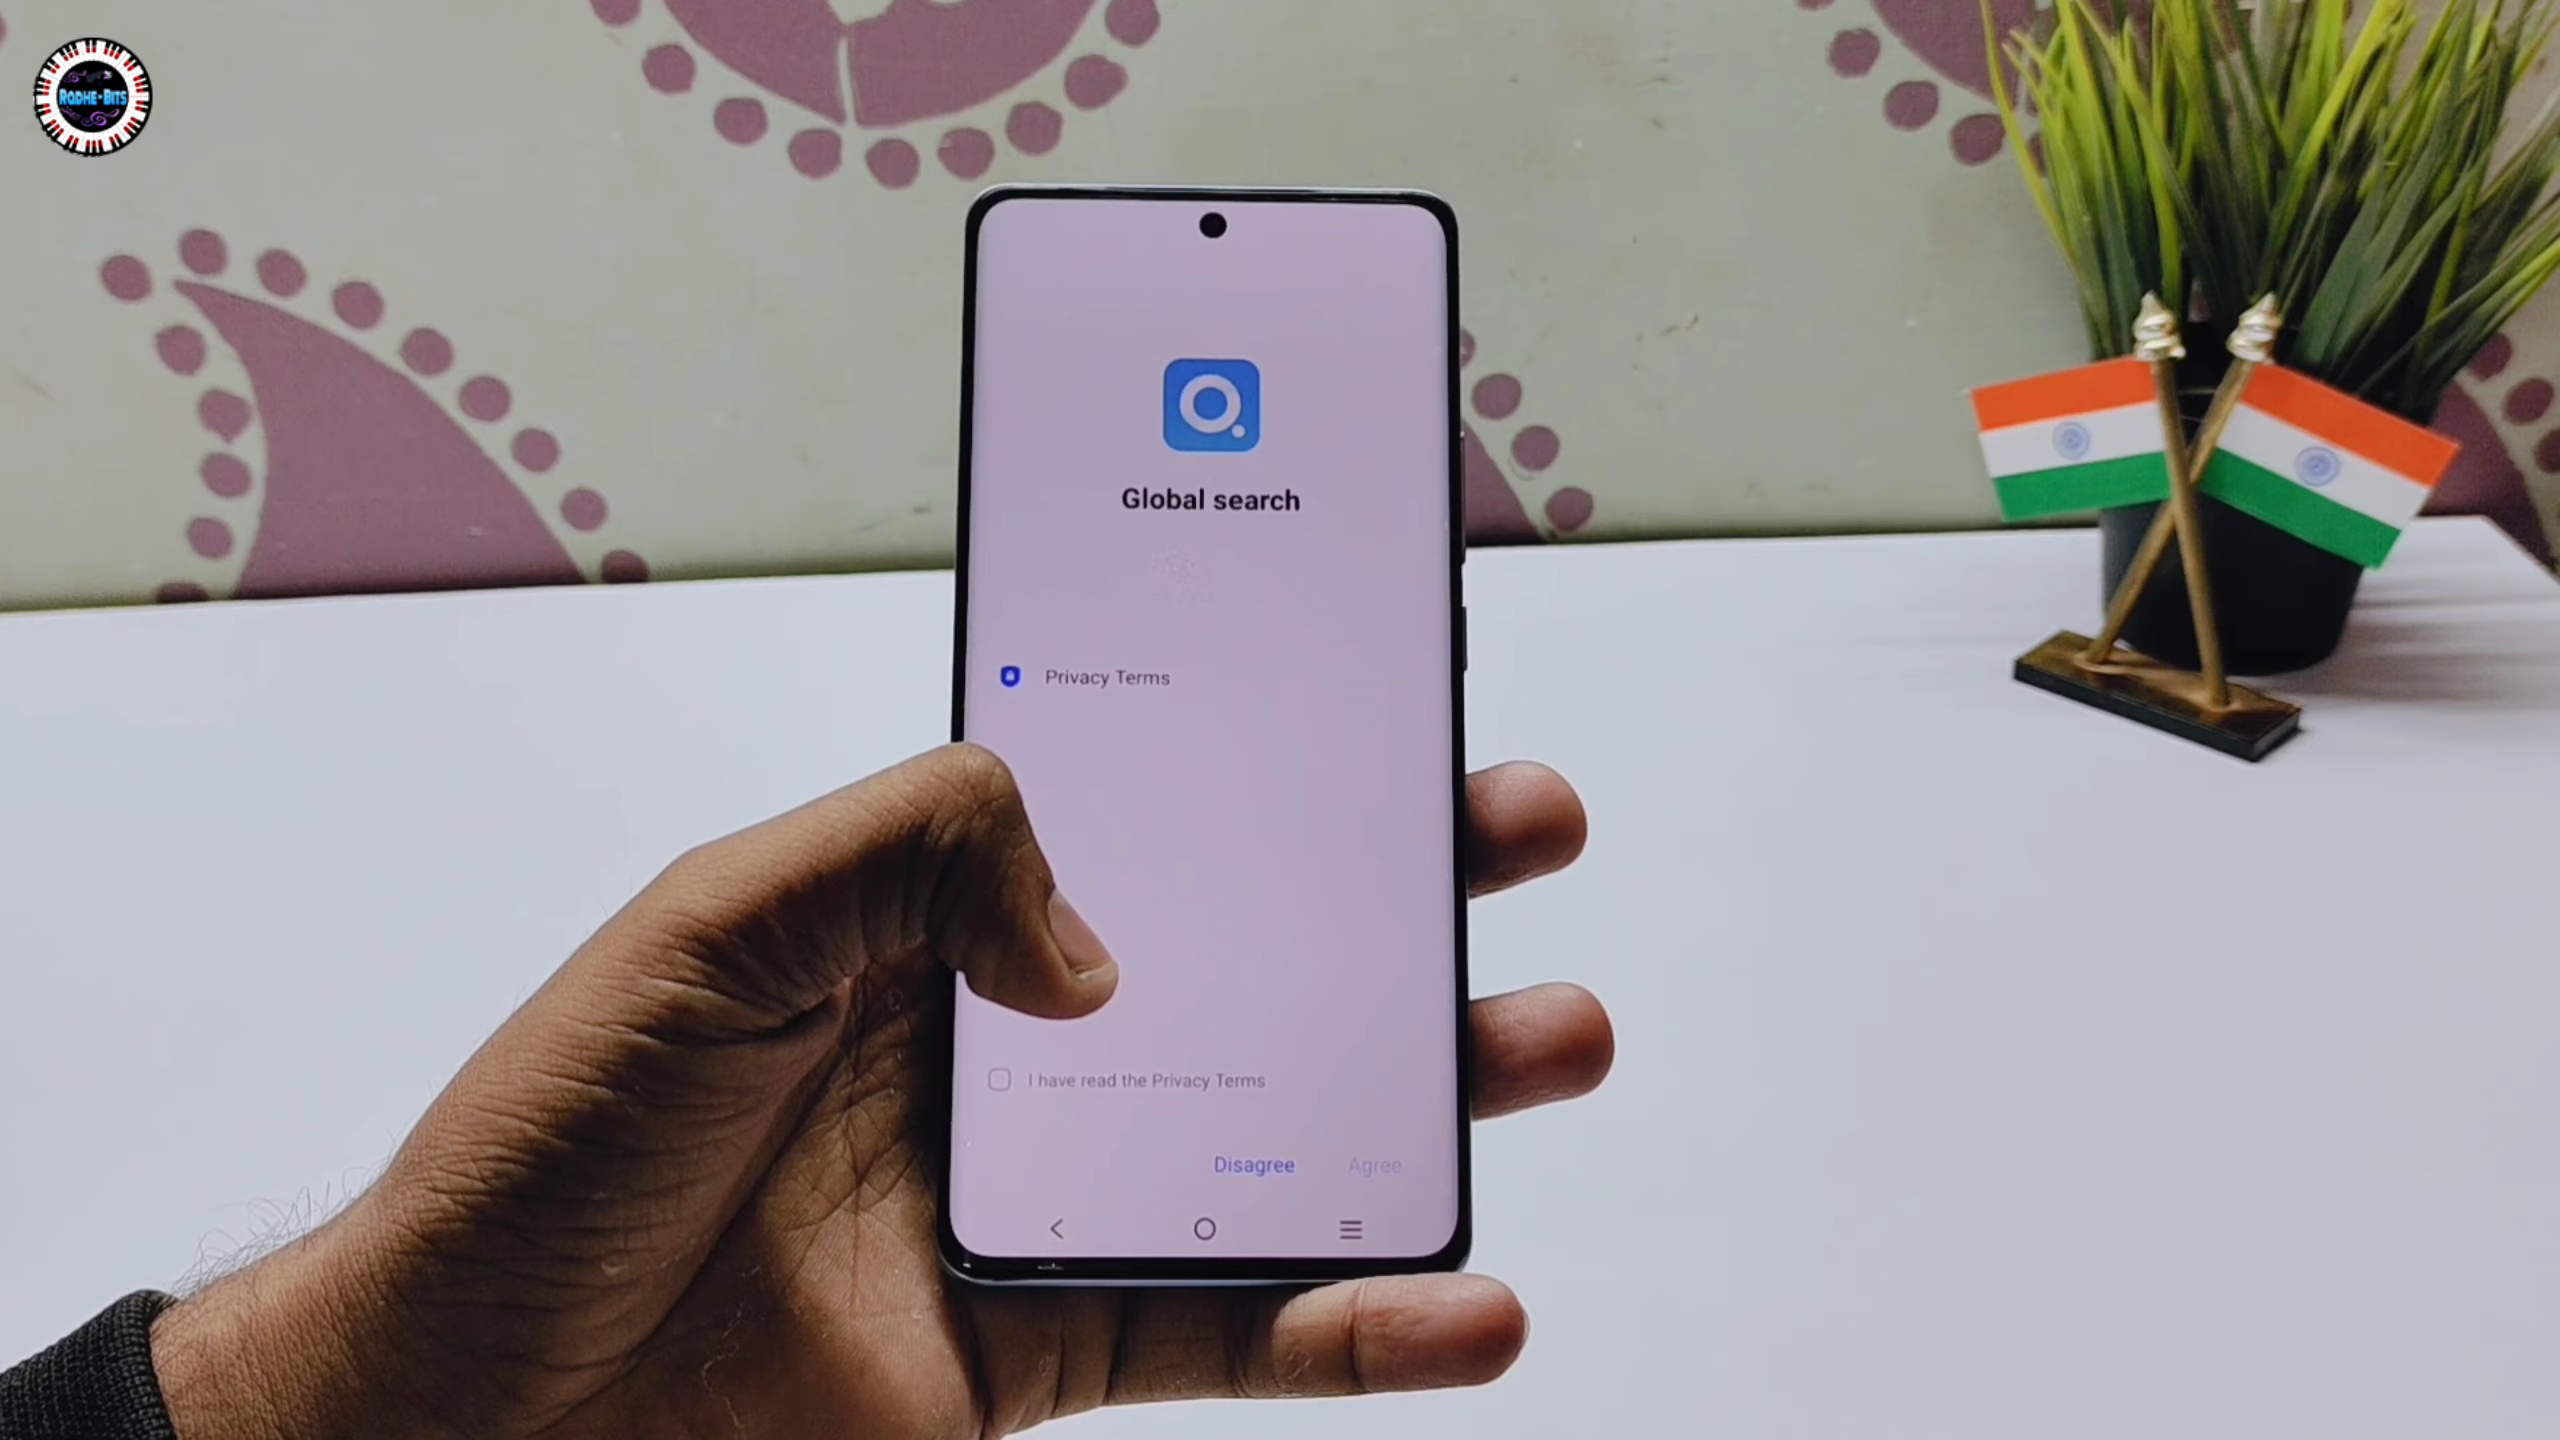 RADHE-BITS
Global search
Privacy Terms
I have read the Privacy Terms
Disagree Agree